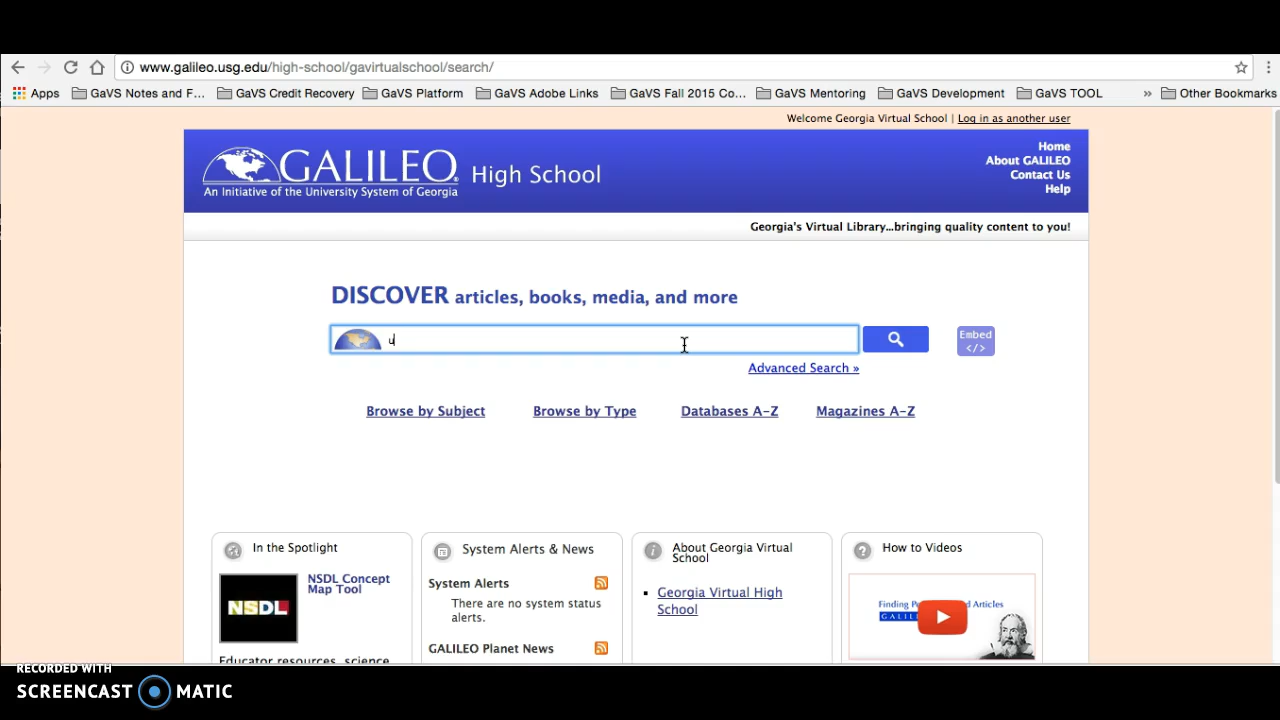 www.galileo.usg.edu/high-school/gavirtualschool/search/
Apps GaVS Notes and F... GaVS Credit Recovery GaVS Platform GaVS Adobe Links GaVS Fall 2015 Co... GaVS Mentoring GaVS Development GaVS TOOL » Other Bookmarks
Welcome Georgia Virtual School | Log in as another user
GALILEO High School
An Initiative of the University System of Georgia
Home
About GALILEO
Contact Us
Help
Georgia's Virtual Library...bringing quality content to you!
DISCOVER articles, books, media, and more
u
Embed
</>
Advanced Search »
Browse by Subject Browse by Type Databases A-Z Magazines A-Z
In the Spotlight
NSDL Concept
Map Tool
NSDL
Educator resources, science
System Alerts & News
System Alerts
There are no system status
alerts.
GALILEO Planet News
About Georgia Virtual
School
Georgia Virtual High
School
How to Videos
RECORDED WITH
SCREENCAST MATIC